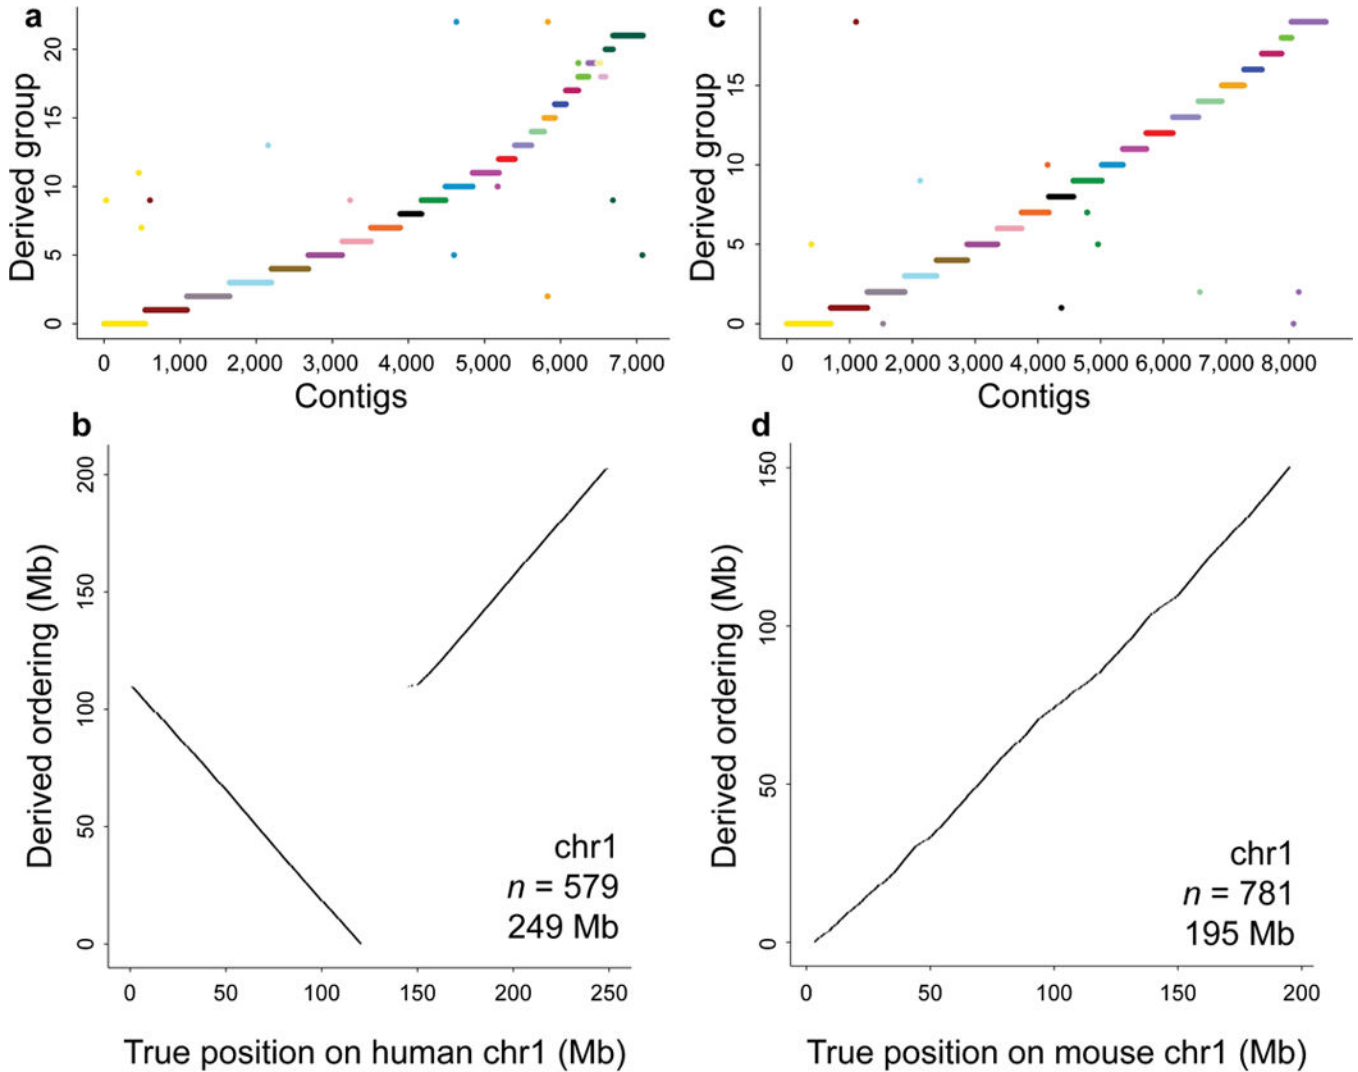 a
Derived group
20
15
10
5
0
0 1,000 2,000 3,000 4,000 5,000 6,000 7,000
Contigs
c
Derived group
15
10
5
0
0 1,000 2,000 3,000 4,000 5,000 6,000 7,000 8,000
Contigs
b
Derived ordering (Mb)
200
150
100
50
0
chr1
n = 579
249 Mb
0 50 100 150 200 250
True position on human chr1 (Mb)
d
Derived ordering (Mb)
150
100
50
0
chr1
n = 781
195 Mb
0 50 100 150 200
True position on mouse chr1 (Mb)